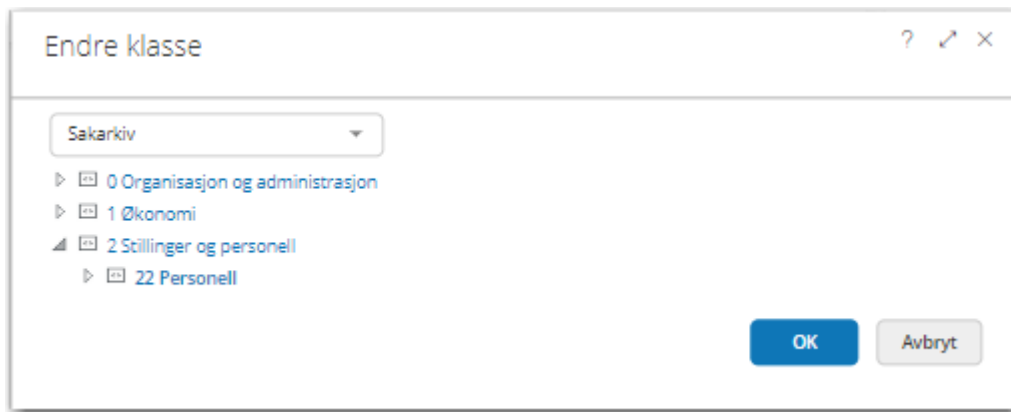 Endre klasse
?
Sakarkiv
0 Organisasjon og administrasjon
1 Økonomi
2 Stillinger og personell
22 Personell
OK Avbryt